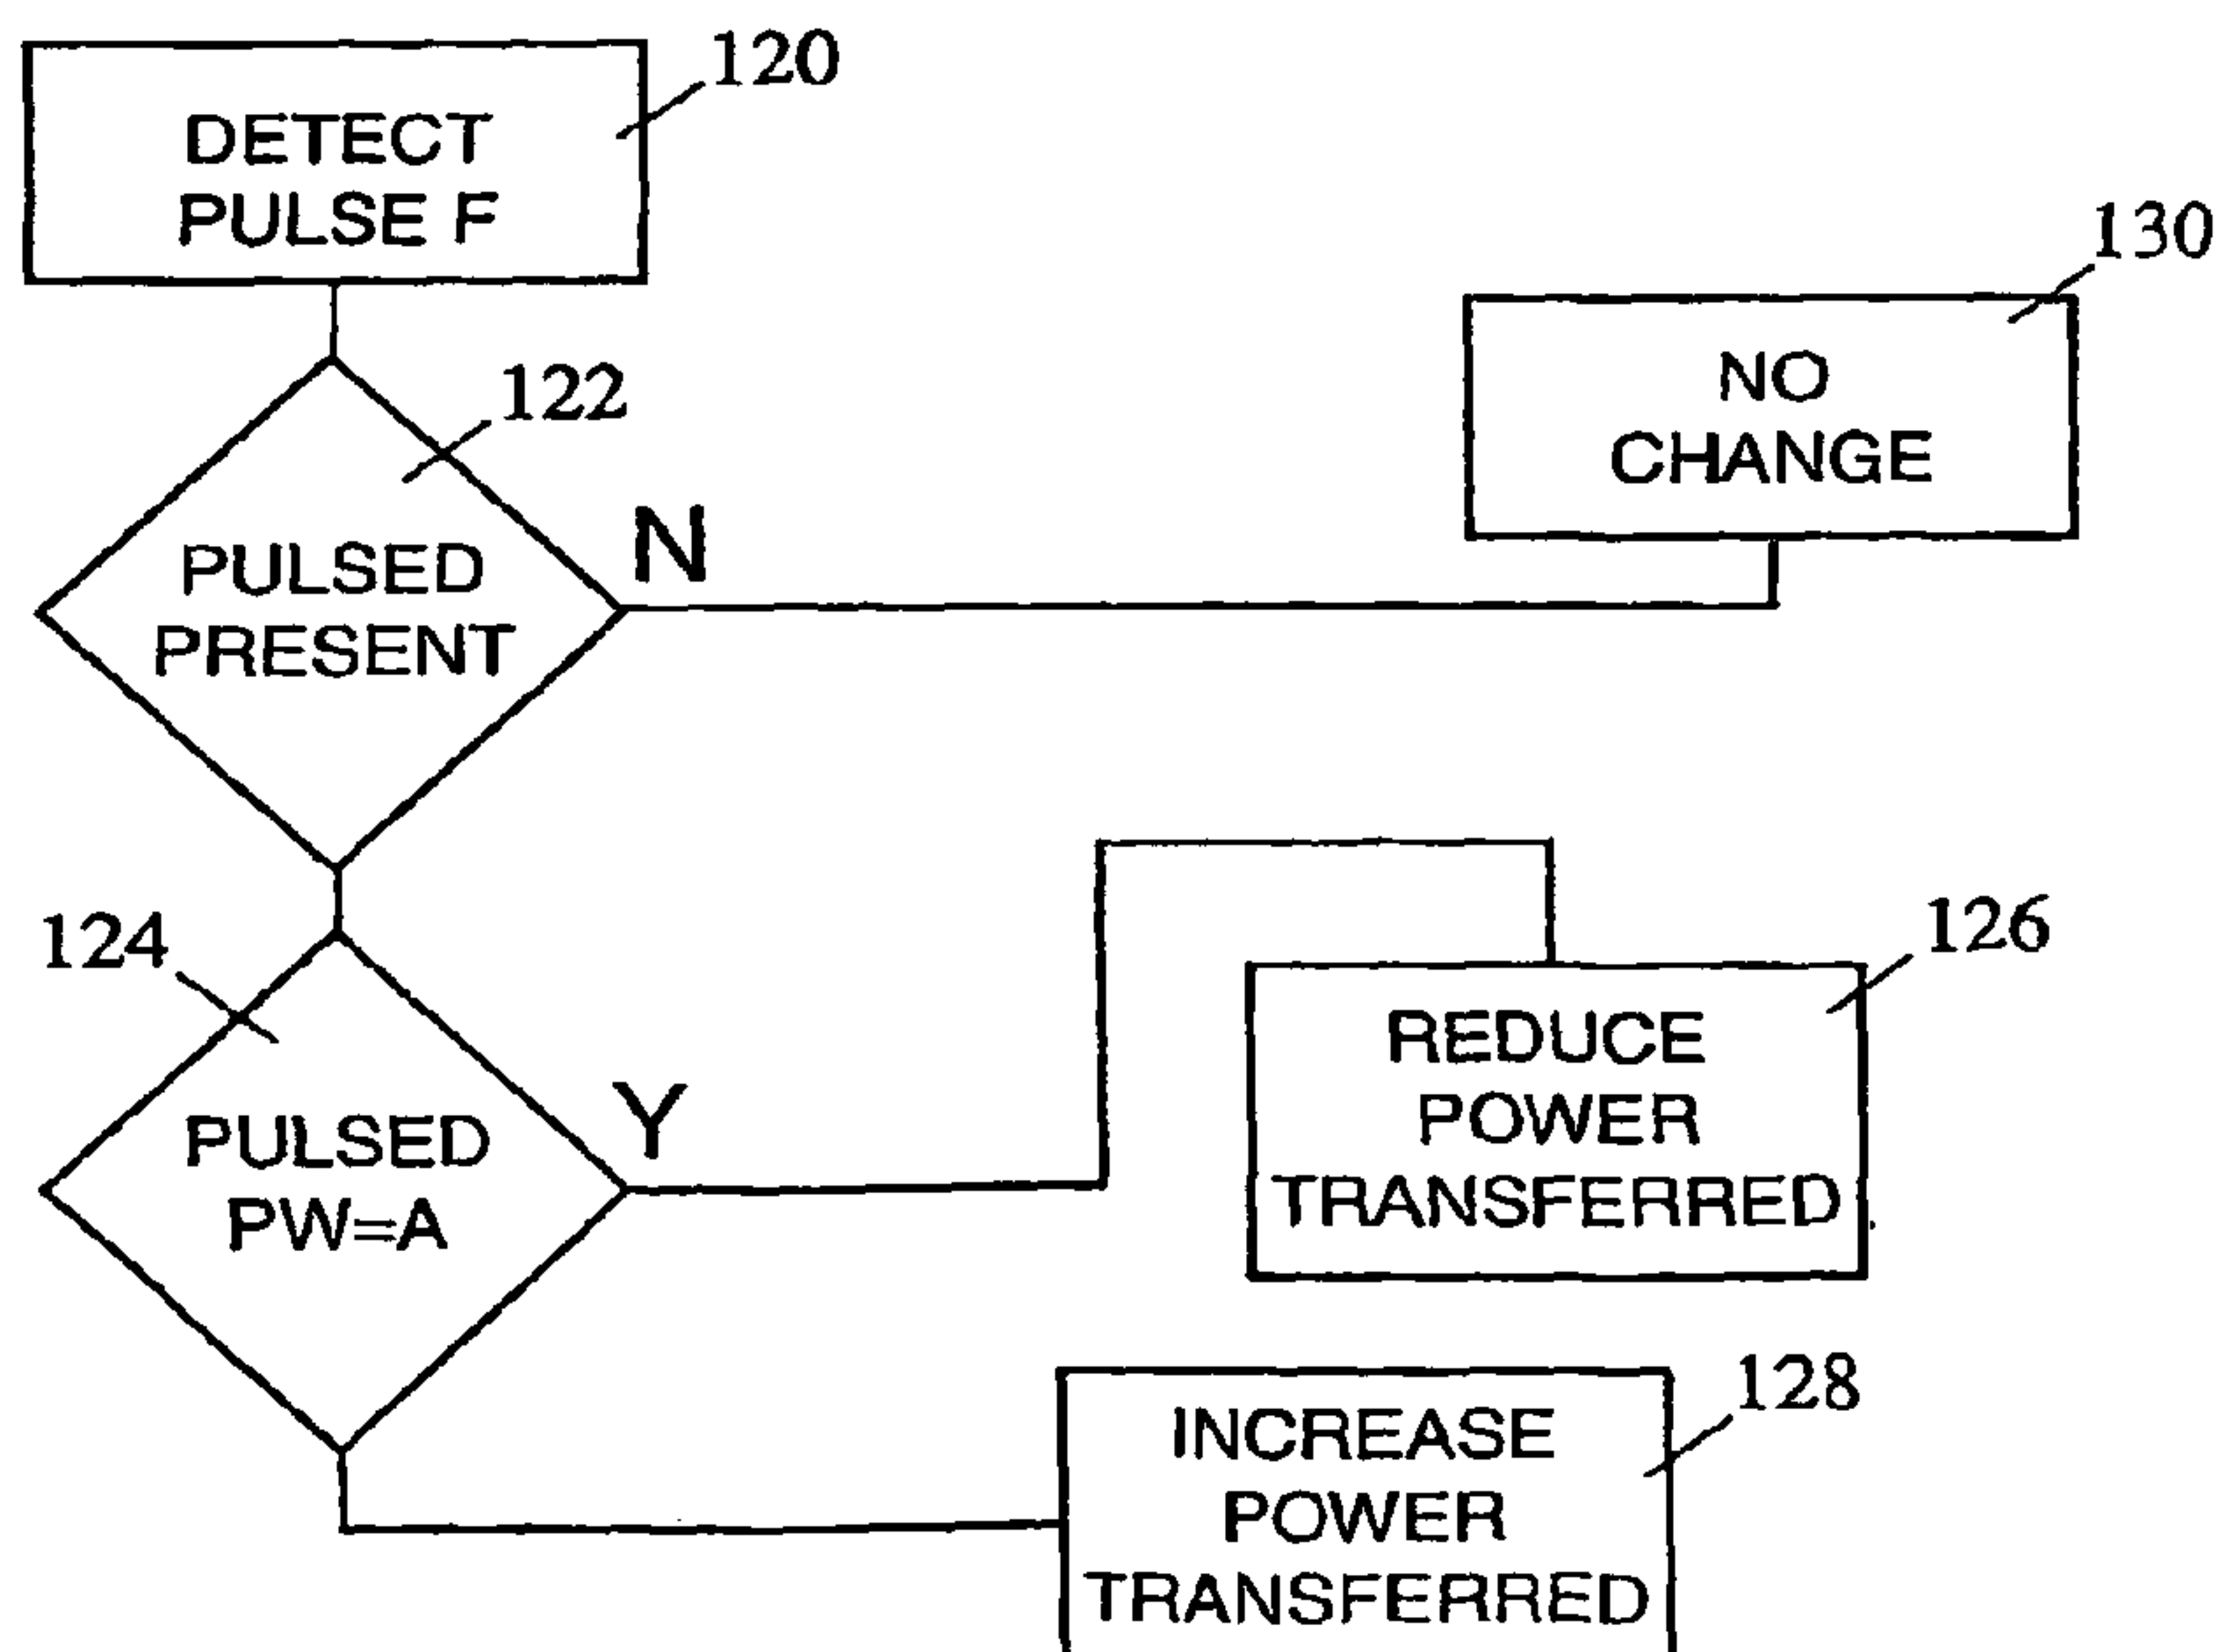 120
DETECT
PULSE F
130
NO
CHANGE
122
PULSED
PRESENT
N
124
PULSED
PW=A
Y
126
REDUCE
POWER
TRANSFERRED
128
INCREASE
POWER
TRANSFERRED